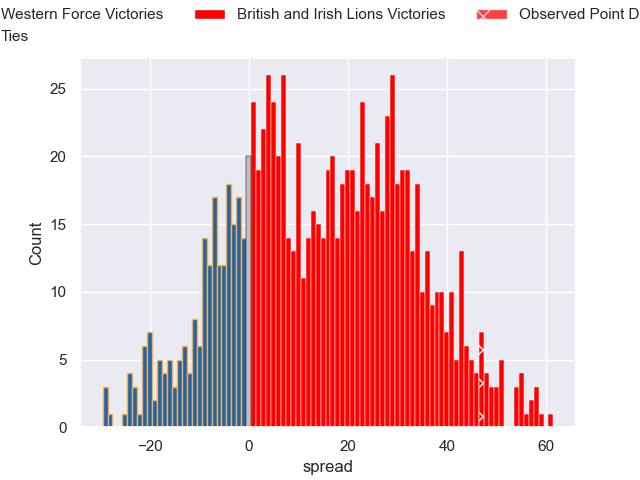 Western Force Victories British and Irish Lions Victories Observed Point D
Ties
25
20
15
10
5
0
Count
−20 0 20 40 60
spread